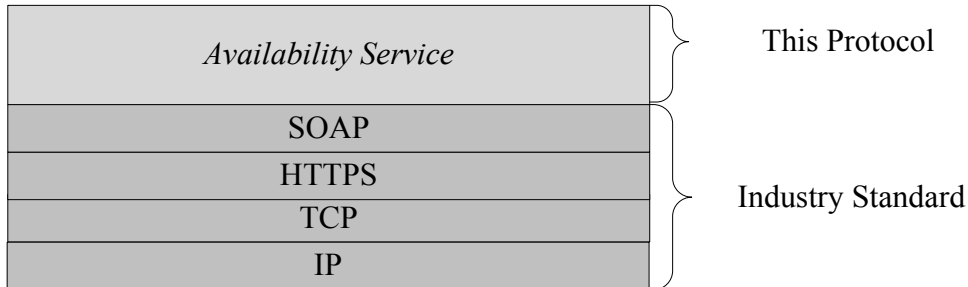 Availability Service
This Protocol
SOAP
HTTPS
TCP
IP
Industry Standard